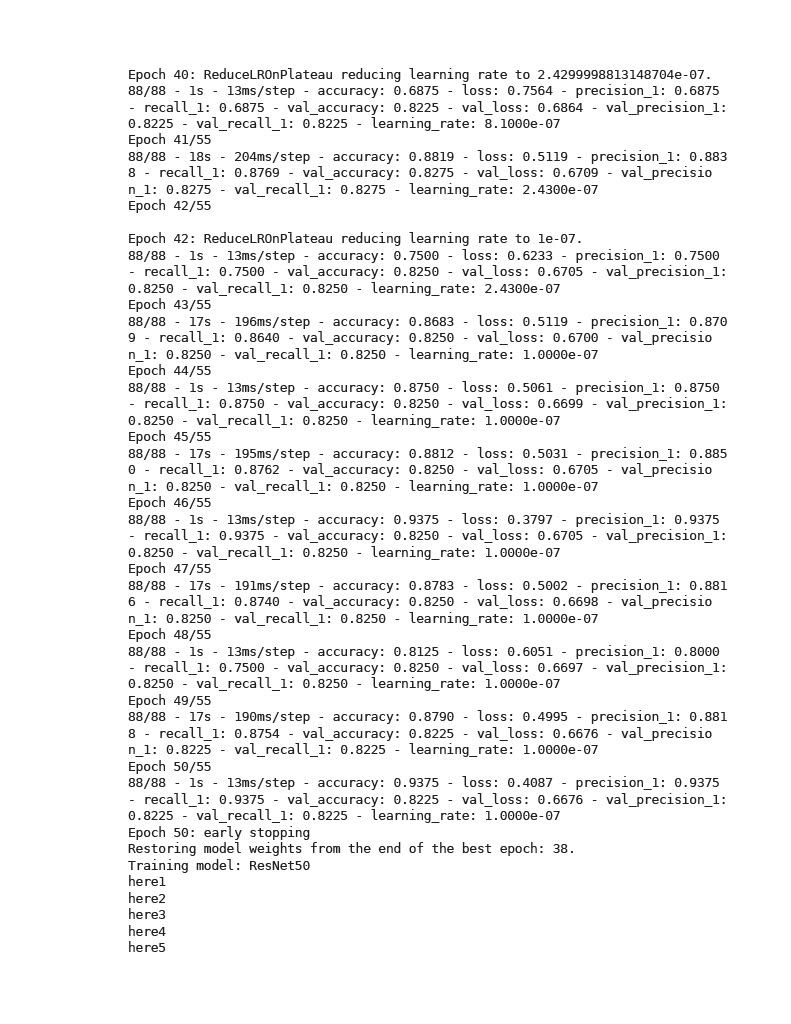 Epoch 40: ReduceLROnPlateau reducing learning rate to 2.4299998813148704e-07.
88/88 - 1s - 13ms/step - accuracy: 0.6875 - loss: 0.7564 - precision_1: 0.6875
- recall_1: 0.6875 - val_accuracy: 0.8225 - val_loss: 0.6864 - val_precision_1:
0.8225 - val_recall_1: 0.8225 - learning_rate: 8.1000e-07
Epoch 41/55
88/88 - 18s - 204ms/step - accuracy: 0.8819 - loss: 0.5119 - precision_1: 0.883
8 - recall_1: 0.8769 - val_accuracy: 0.8275 - val_loss: 0.6709 - val_precisio
n_1: 0.8275 - val_recall_1: 0.8275 - learning_rate: 2.4300e-07
Epoch 42/55
Epoch 42: ReduceLROnPlateau reducing learning rate to 1e-07.
88/88 - 1s - 13ms/step - accuracy: 0.7500 - loss: 0.6233 - precision_1: 0.7500
- recall_1: 0.7500 - val_accuracy: 0.8250 - val_loss: 0.6705 - val_precision_1:
0.8250 - val_recall_1: 0.8250 - learning_rate: 2.4300e-07
Epoch 43/55
88/88 - 17s - 196ms/step - accuracy: 0.8683 - loss: 0.5119 - precision_1: 0.870
9 - recall_1: 0.8640 - val_accuracy: 0.8250 - val_loss: 0.6700 - val_precisio
n_1: 0.8250 - val_recall_1: 0.8250 - learning_rate: 1.0000e-07
Epoch 44/55
88/88 - 1s - 13ms/step - accuracy: 0.8750 - loss: 0.5061 - precision_1: 0.8750
- recall_1: 0.8750 - val_accuracy: 0.8250 - val_loss: 0.6699 - val_precision_1:
0.8250 - val_recall_1: 0.8250 - learning_rate: 1.0000e-07
Epoch 45/55
88/88 - 17s - 195ms/step - accuracy: 0.8812 - loss: 0.5031 - precision_1: 0.885
0 - recall_1: 0.8762 - val_accuracy: 0.8250 - val_loss: 0.6705 - val_precisio
n_1: 0.8250 - val_recall_1: 0.8250 - learning_rate: 1.0000e-07
Epoch 46/55
88/88 - 1s - 13ms/step - accuracy: 0.9375 - loss: 0.3797 - precision_1: 0.9375
- recall_1: 0.9375 - val_accuracy: 0.8250 - val_loss: 0.6705 - val_precision_1:
0.8250 - val_recall_1: 0.8250 - learning_rate: 1.0000e-07
Epoch 47/55
88/88 - 17s - 191ms/step - accuracy: 0.8783 - loss: 0.5002 - precision_1: 0.881
6 - recall_1: 0.8740 - val_accuracy: 0.8250 - val_loss: 0.6698 - val_precisio
n_1: 0.8250 - val_recall_1: 0.8250 - learning_rate: 1.0000e-07
Epoch 48/55
88/88 - 1s - 13ms/step - accuracy: 0.8125 - loss: 0.6051 - precision_1: 0.8000
- recall_1: 0.7500 - val_accuracy: 0.8250 - val_loss: 0.6697 - val_precision_1:
0.8250 - val_recall_1: 0.8250 - learning_rate: 1.0000e-07
Epoch 49/55
88/88 - 17s - 190ms/step - accuracy: 0.8790 - loss: 0.4995 - precision_1: 0.881
8 - recall_1: 0.8754 - val_accuracy: 0.8225 - val_loss: 0.6676 - val_precisio
n_1: 0.8225 - val_recall_1: 0.8225 - learning_rate: 1.0000e-07
Epoch 50/55
88/88 - 1s - 13ms/step - accuracy: 0.9375 - loss: 0.4087 - precision_1: 0.9375
- recall_1: 0.9375 - val_accuracy: 0.8225 - val_loss: 0.6676 - val_precision_1:
0.8225 - val_recall_1: 0.8225 - learning_rate: 1.0000e-07
Epoch 50: early stopping
Restoring model weights from the end of the best epoch: 38.
Training model: ResNet50
here1
here2
here3
here4
here5